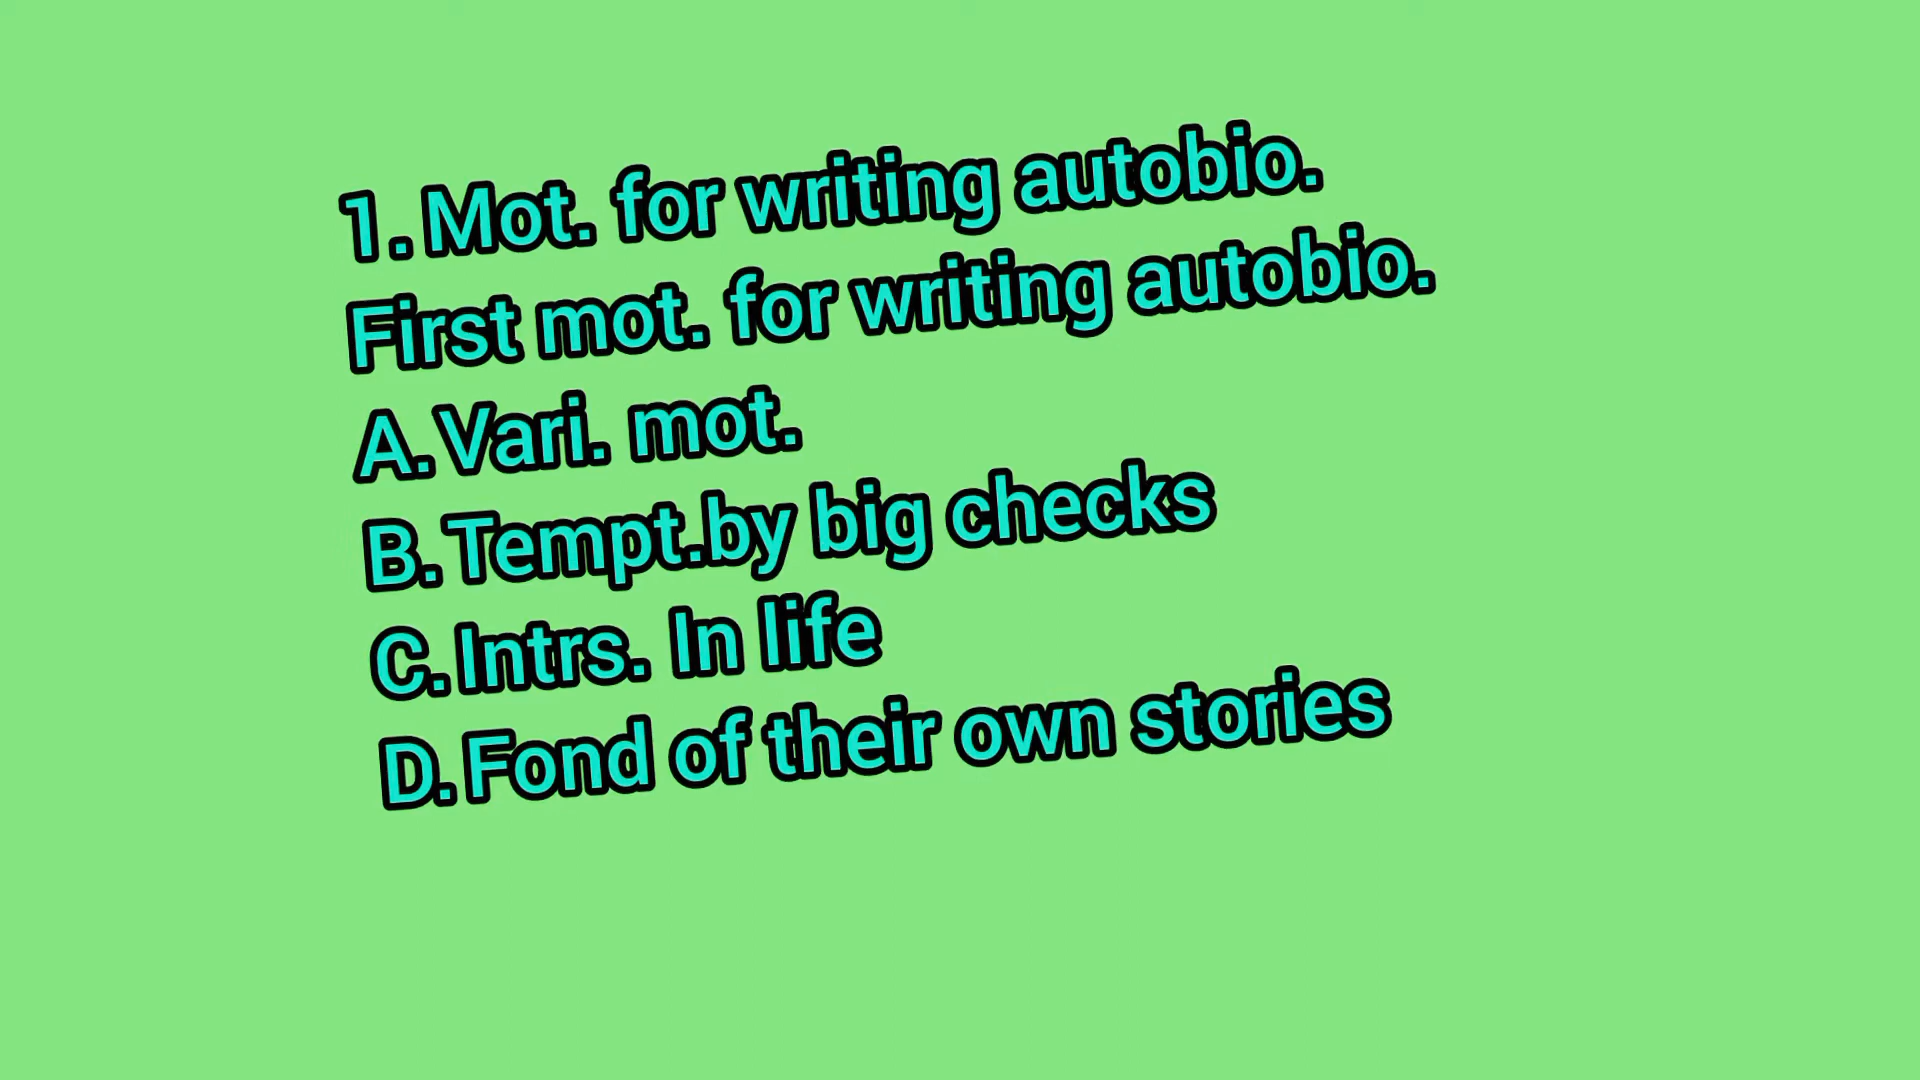 1. Mot. for writing autobio.
First mot. for writing autobio.
A. Vari. mot.
B. Tempt.by big checks
C. Intrs. In life
D. Fond of their own stories